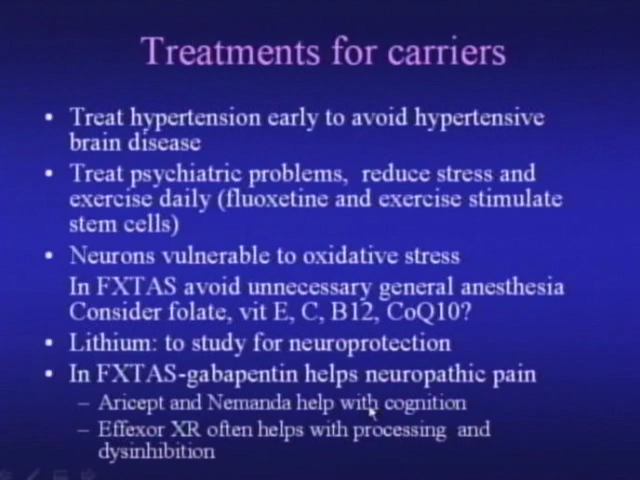 Treatments for carriers
• Treat hypertension early to avoid hypertensive
brain disease
• Treat psychiatric problems, reduce stress and
exercise daily (fluoxetine and exercise stimulate
stem cells)
• Neurons vulnerable to oxidative stress
In FXTAS avoid unnecessary general anesthesia
Consider folate, vit E, C, B12, CoQ10?
• Lithium: to study for neuroprotection
• In FXTAS-gabapentin helps neuropathic pain
– Aricept and Nemanda help with cognition
– Effexor XR often helps with processing and
dysinhibition